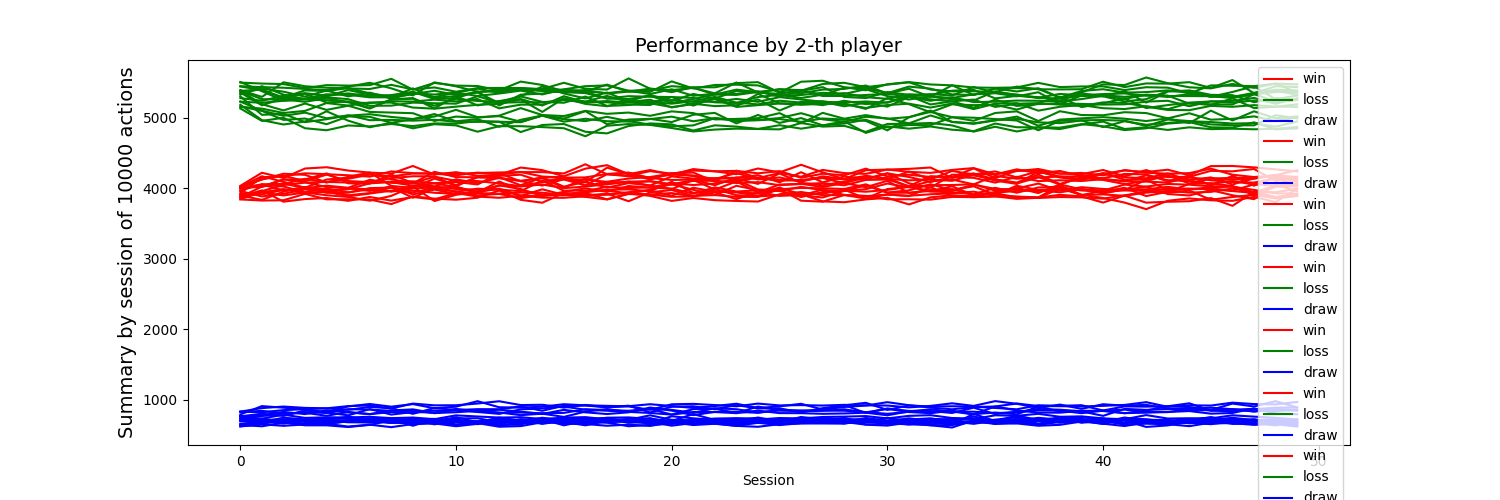 Performance by 2-th player
Summary by session of 10000 actions
5000
4000
3000
2000
1000
0
10
20
30
40
50
Session
win
loss
draw
win
loss
draw
win
loss
draw
win
loss
draw
win
loss
draw
win
loss
draw
win
loss
draw